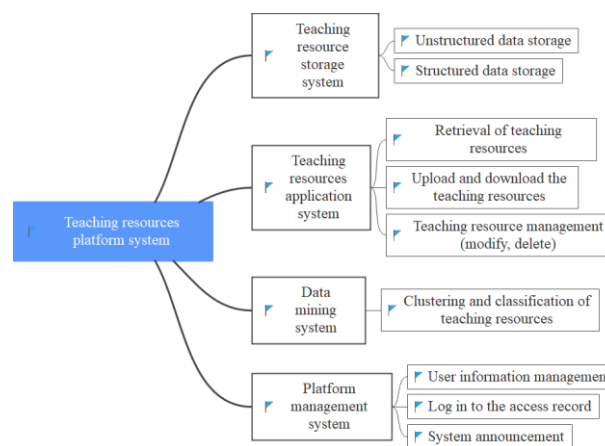 Teaching
resource
storage
system
Unstructured data storage
Structured data storage
Teaching
resources
application
system
Retrieval of teaching
resources
Upload and download the
teaching resources
Teaching resource management
(modify, delete)
Teaching resources
platform system
Data
mining
system
Clustering and classification of
teaching resources
Platform
management
system
User information management
Log in to the access record
System announcement